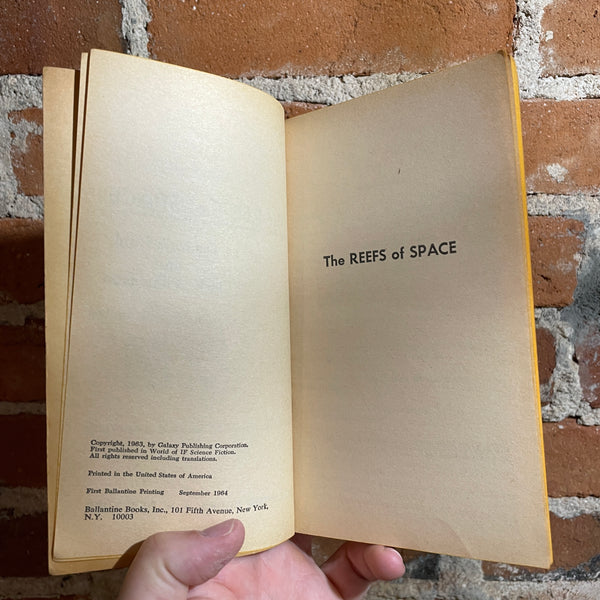 Copyright, 1963, by Galaxy Publishing Corporation.
First published in World of IF Science Fiction.
All rights reserved including translations.
Printed in the United States of America
First Ballantine Printing September 1964
Ballantine Books, Inc., 101 Fifth Avenue, New York,
N.Y. 10003
The REEFS of SPACE